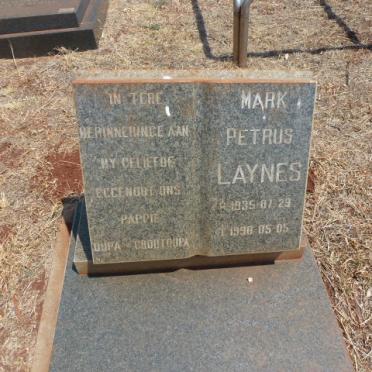 IN TERE
HERINNERINGE AAN
MY GELIEFDE
EGGENOOT ONS
PAPPIE
OUPA GROOTOUPA
MARK
PETRUS
LAYNES
1935-07-29
1998-05-05